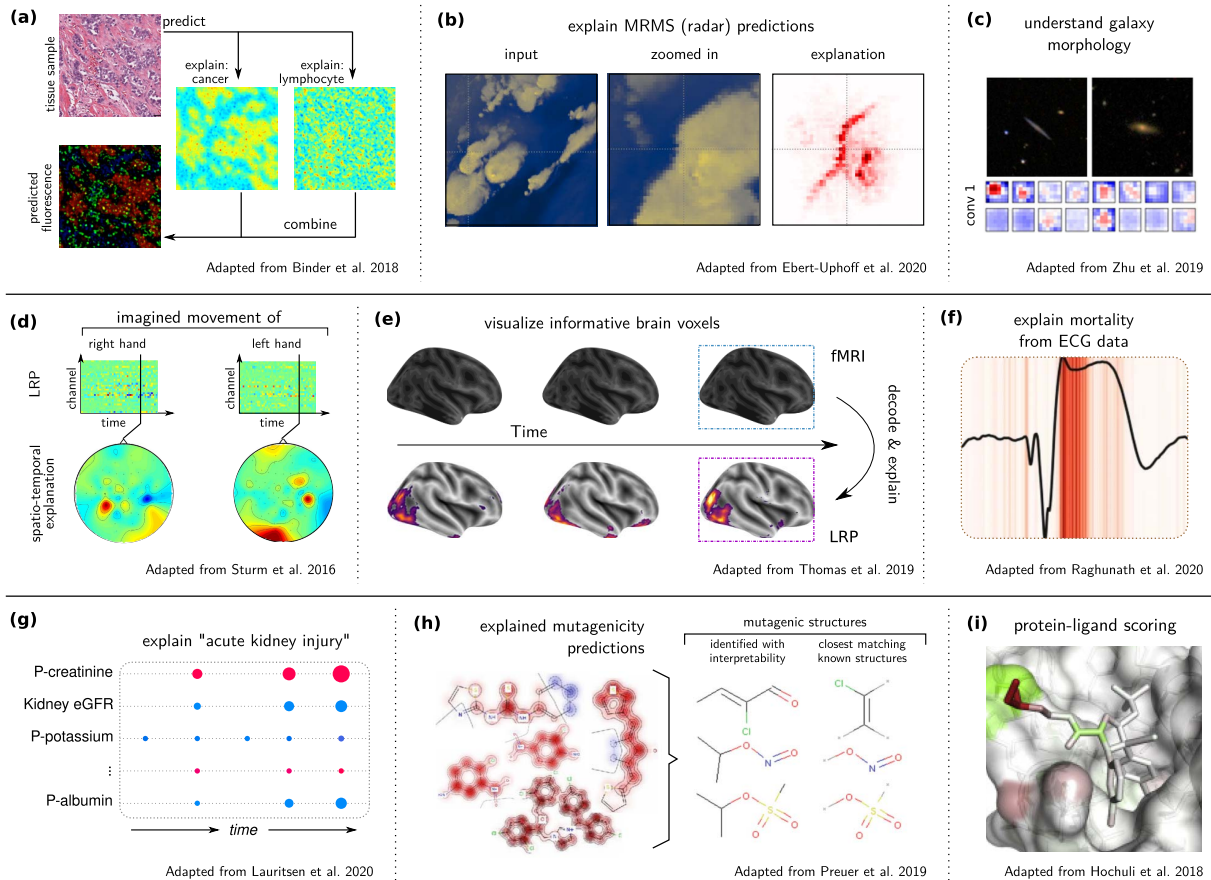 (a)
predict
tissue sample
explain:
cancer
explain:
lymphocyte
predicted
fluorescence
combine
Adapted from Binder et al. 2018
(b)
explain MRMS (radar) predictions
input
zoomed in
explanation
Adapted from Ebert-Uphoff et al. 2020
(c)
understand galaxy
morphology
conv 1
Adapted from Zhu et al. 2019
(d)
imagined movement of
right hand
left hand
LRP
channel
time
channel
time
spatio-temporal
explanation
Adapted from Sturm et al. 2016
(e)
visualize informative brain voxels
fMRI
Time
decode & explain
LRP
Adapted from Thomas et al. 2019
(f)
explain mortality
from ECG data
Adapted from Raghunath et al. 2020
(g)
explain "acute kidney injury"
P-creatinine
Kidney eGFR
P-potassium
...
P-albumin
time
Adapted from Lauritsen et al. 2020
(h)
explained mutagenicity
predictions
mutagenic structures
identified with
interpretability
closest matching
known structures
Cl
O
Cl
O
N
O
O
N
O
O
S
O
O
O
S
O
O
Adapted from Preuer et al. 2019
(i)
protein-ligand scoring
Adapted from Hochuli et al. 2018